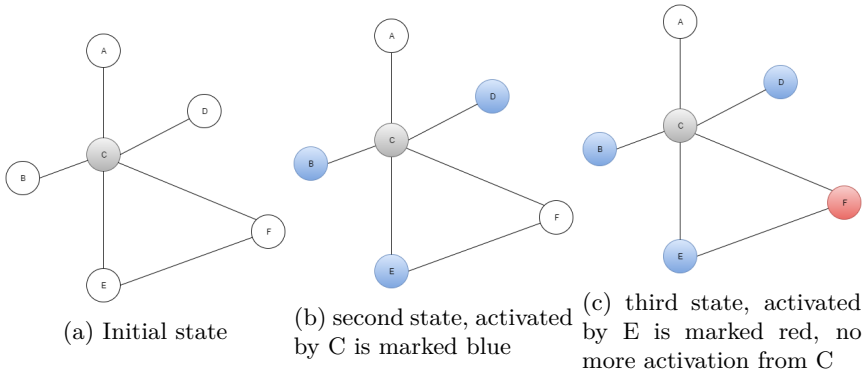 A
D
C
B
F
E
(a) Initial state
A
D
C
B
F
E
(b) second state, activated
by C is marked blue
A
D
C
B
F
E
(c) third state, activated
by E is marked red, no
more activation from C